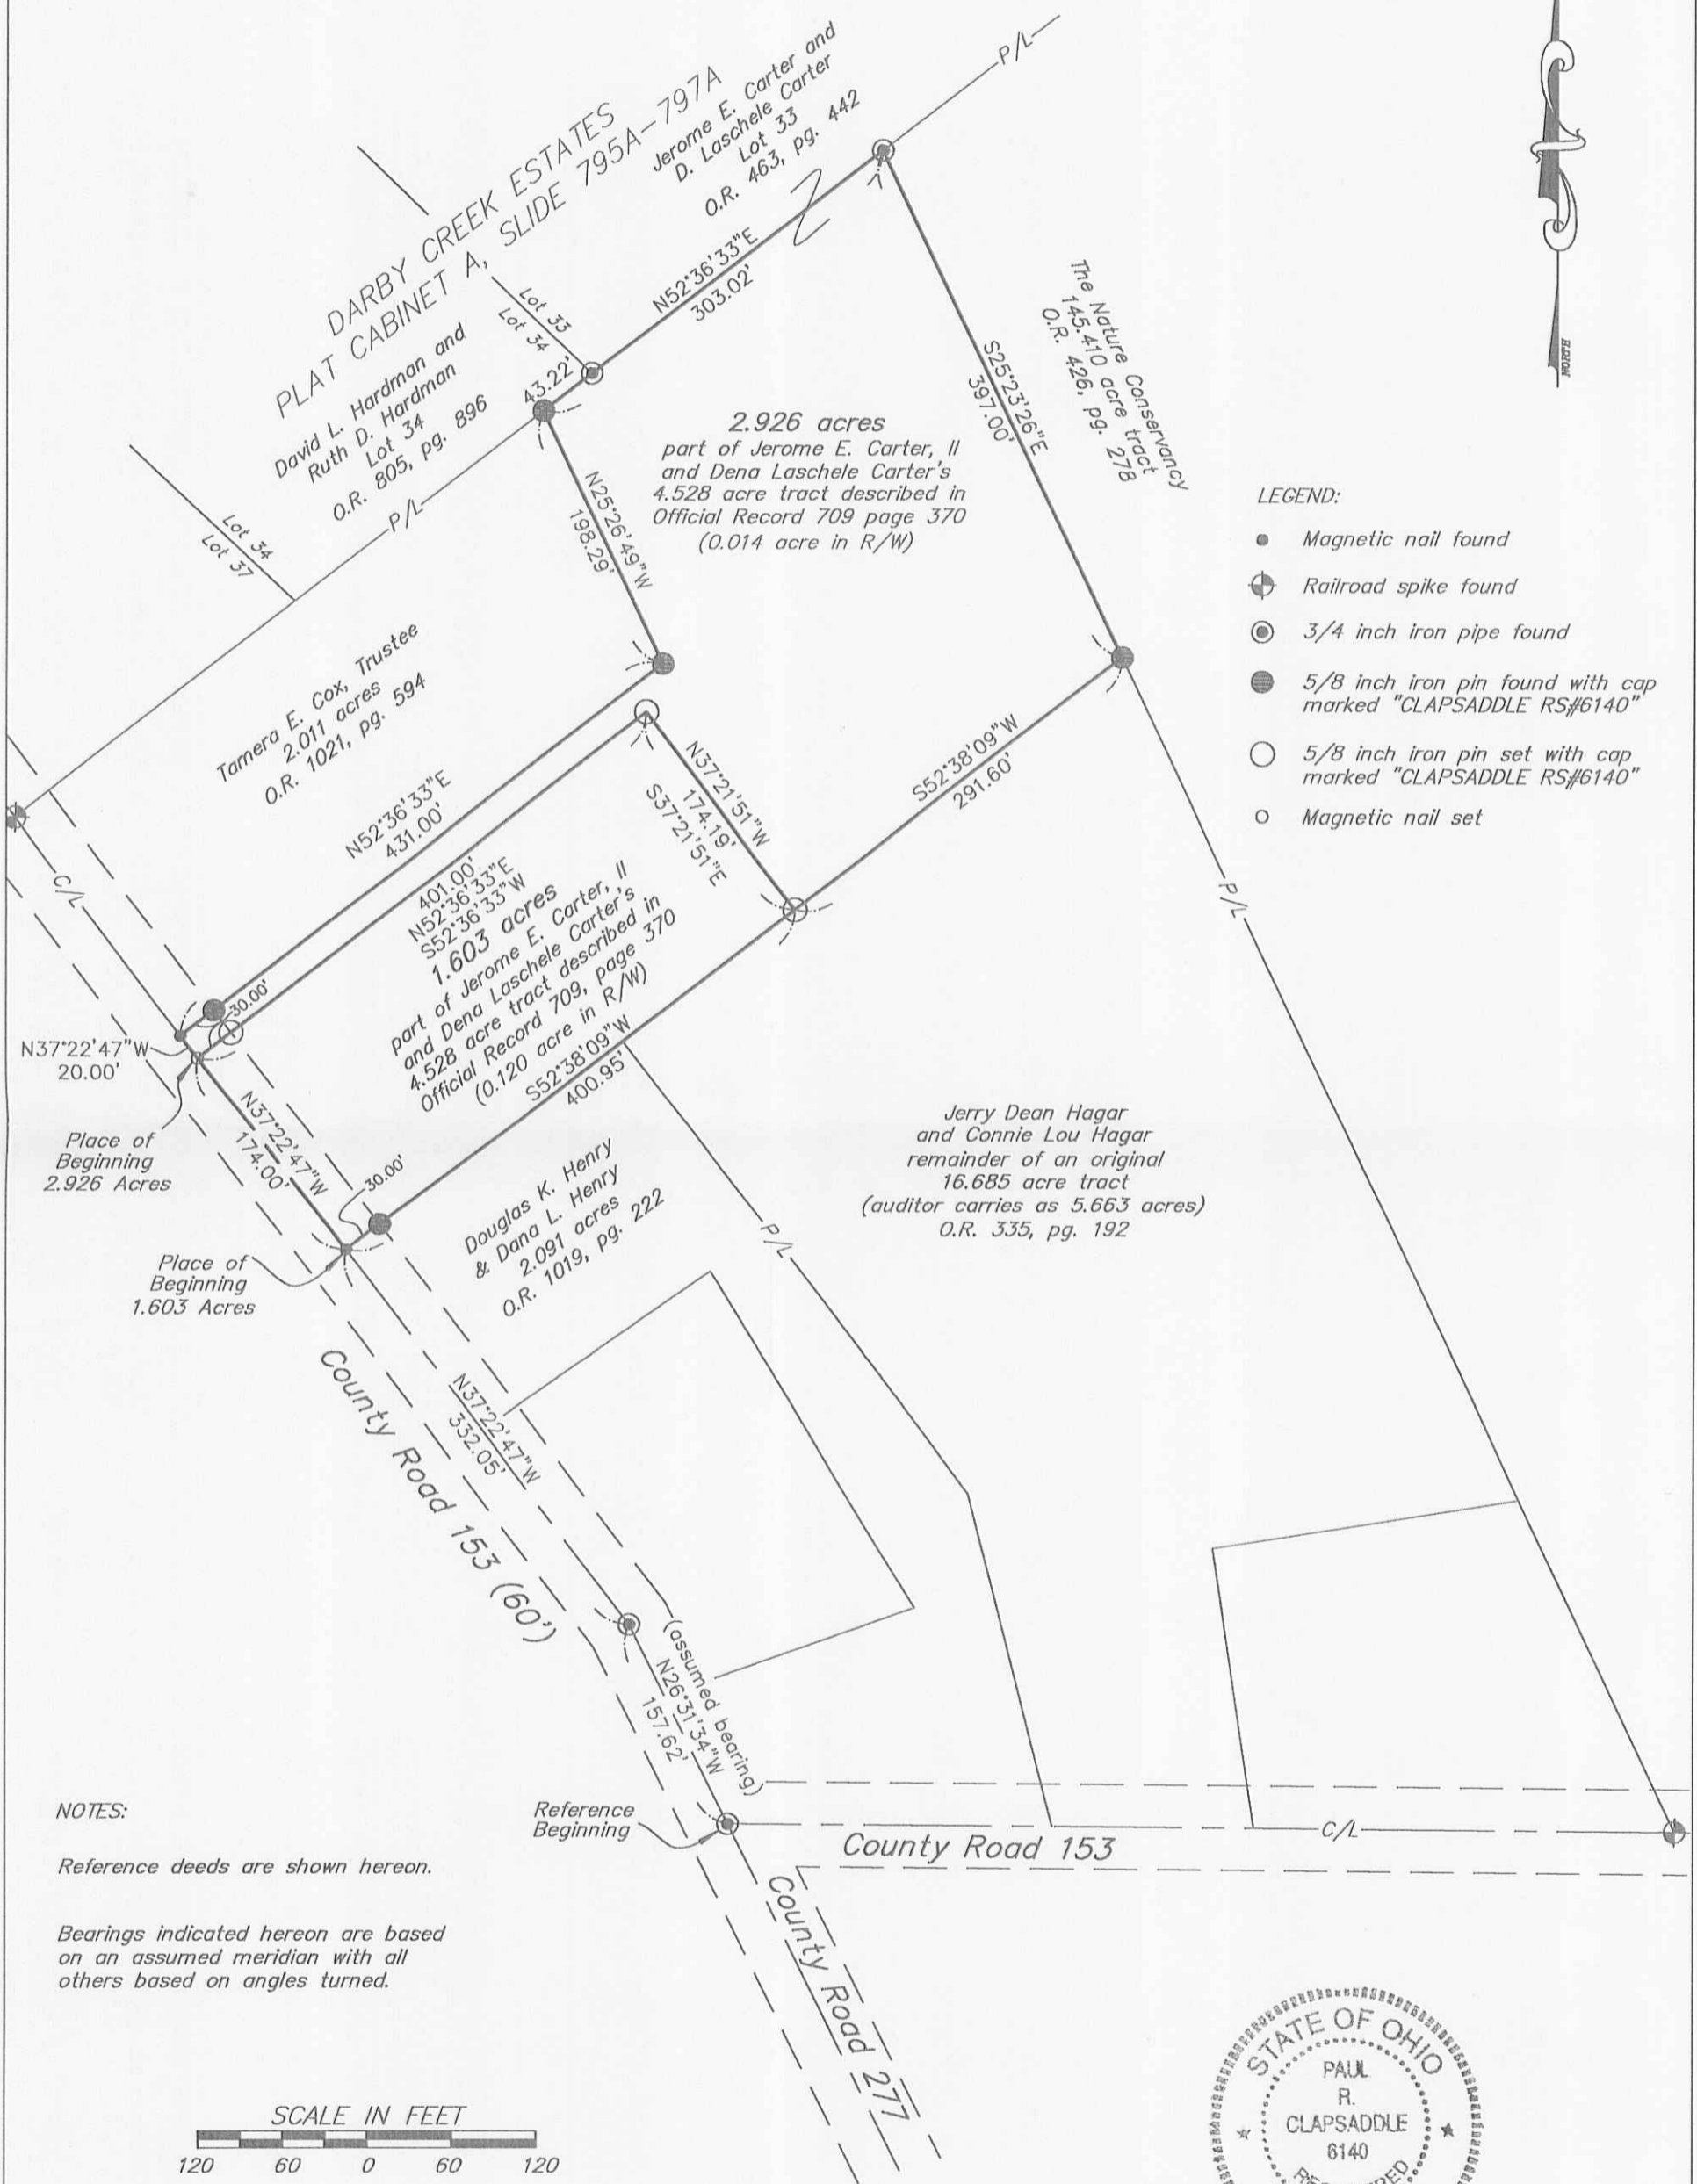 DARBY CREEK ESTATES
PLAT CABINET A, SLIDE 795A-797A
Jerome E. Carter and
D. Laschele Carter
Lot 33
O.R. 463, pg. 442
P/L
NORTH
Lot 33
Lot 34
N52°36'33"E
303.02'
43.22'
David L. Hardman and
Ruth D. Hardman
Lot 34
O.R. 805, pg. 896
P/L
Lot 34
Lot 37
The Nature Conservancy
145.410 acre tract
O.R. 426, pg. 278
S25°23'26"E
397.00'
2.926 acres
part of Jerome E. Carter, II
and Dena Laschele Carter's
4.528 acre tract described in
Official Record 709 page 370
(0.014 acre in R/W)
N25°26'49"W
198.29'
LEGEND:
Magnetic nail found
Railroad spike found
3/4 inch iron pipe found
5/8 inch iron pin found with cap
marked "CLAPSADDLE RS#6140"
5/8 inch iron pin set with cap
marked "CLAPSADDLE RS#6140"
Magnetic nail set
Tamera E. Cox, Trustee
2.011 acres
O.R. 1021, pg. 594
N52°36'33"E
431.00'
N37°21'51"W
174.19'
S37°21'51"E
S52°38'09"W
291.60'
C/L
P/L
401.00'
N52°36'33"E
S52°36'33"W
1.603 acres
part of Jerome E. Carter, II
and Dena Laschele Carter's
4.528 acre tract described in
Official Record 709, page 370
(0.120 acre in R/W)
S52°38'09"W
400.95'
30.00'
N37°22'47"W
20.00'
Place of
Beginning
2.926 Acres
N37°22'47"W
174.00'
30.00'
Place of
Beginning
1.603 Acres
Douglas K. Henry
& Dana L. Henry
2.091 acres
O.R. 1019, pg. 222
P/L
Jerry Dean Hagar
and Connie Lou Hagar
remainder of an original
16.685 acre tract
(auditor carries as 5.663 acres)
O.R. 335, pg. 192
County Road 153 (60')
N37°22'47"W
332.05'
(assumed bearing)
N26°31'34"W
157.62'
Reference
Beginning
County Road 153
C/L
County Road 277
NOTES:
Reference deeds are shown hereon.
Bearings indicated hereon are based
on an assumed meridian with all
others based on angles turned.
SCALE IN FEET
120 60 0 60 120
STATE OF OHIO
PAUL
R.
CLAPSADDLE
6140